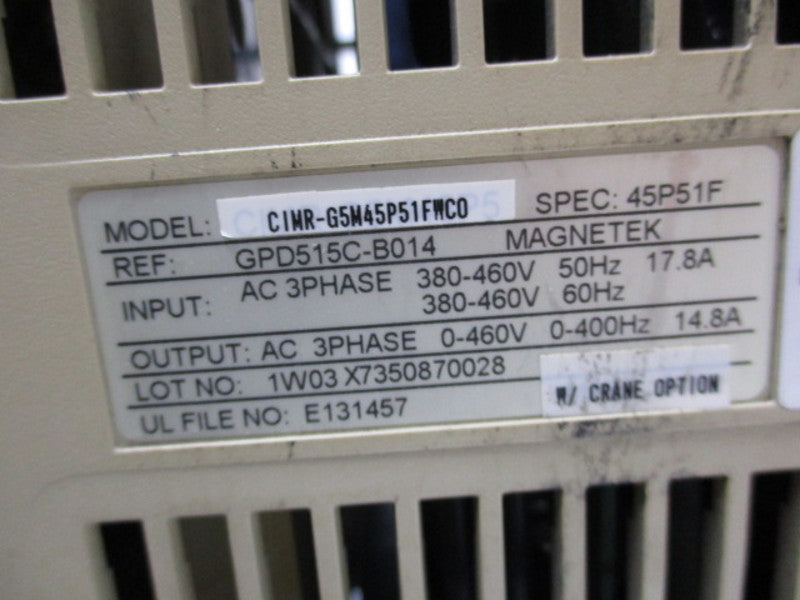 MODEL: CIMR-G5M45P51FWCO SPEC: 45P51F
REF: GPD515C-B014 MAGNETEK
INPUT: AC 3PHASE 380-460V 50Hz 17.8A
380-460V 60Hz
OUTPUT: AC 3PHASE 0-460V 0-400Hz 14.8A
LOT NO: 1W03 X7350870028
W/ CRANE OPTION
UL FILE NO: E131457